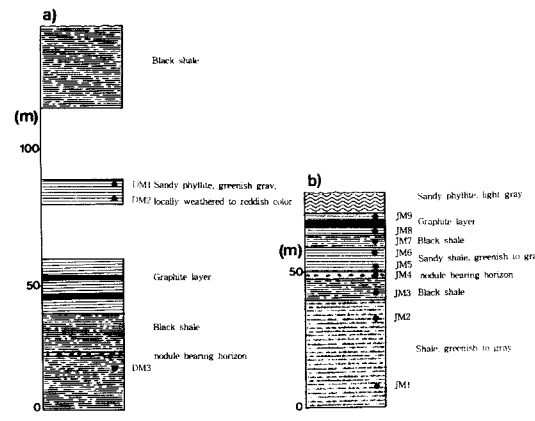 a)
Black shale
(m)
100
DM1 Sandy phyllite, greenish gray,
DM2 locally weathered to reddish color
50
Graphite layer
Black shale
nodule bearing horizon
DM3
0
b)
Sandy phyllite, light gray
JM9
Graphite layer
JM8
JM7 Black shale
(m)
JM6
Sandy shale, greenish to gra
JM5
50
JM4 nodule bearing horizon
JM3 Black shale
JM2
Shale, greenish to gray
JM1
0